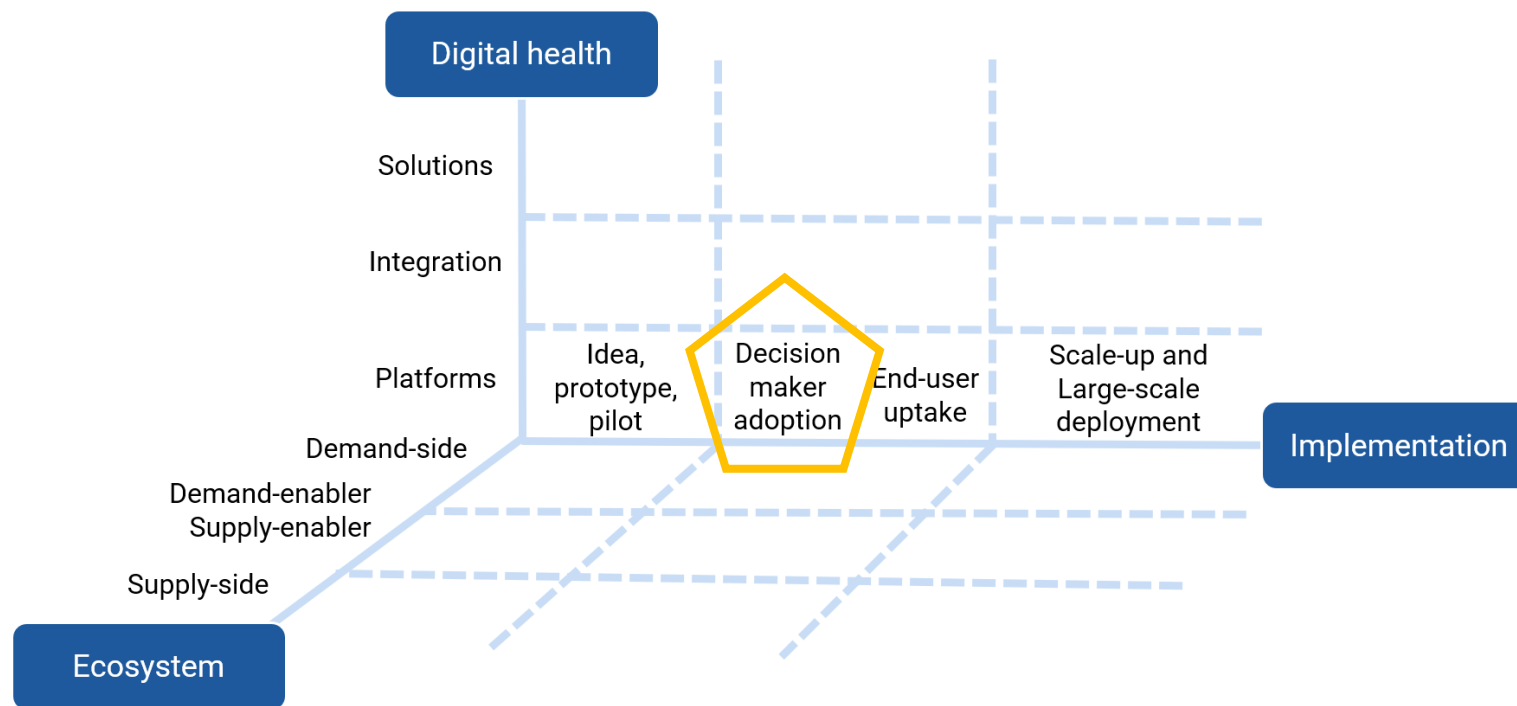 Digital health
Solutions
Integration
Platforms
Idea,
prototype,
pilot
Decision
maker
adoption
End-user
uptake
Scale-up and
Large-scale
deployment
Implementation
Demand-side
Demand-enabler
Supply-enabler
Supply-side
Ecosystem